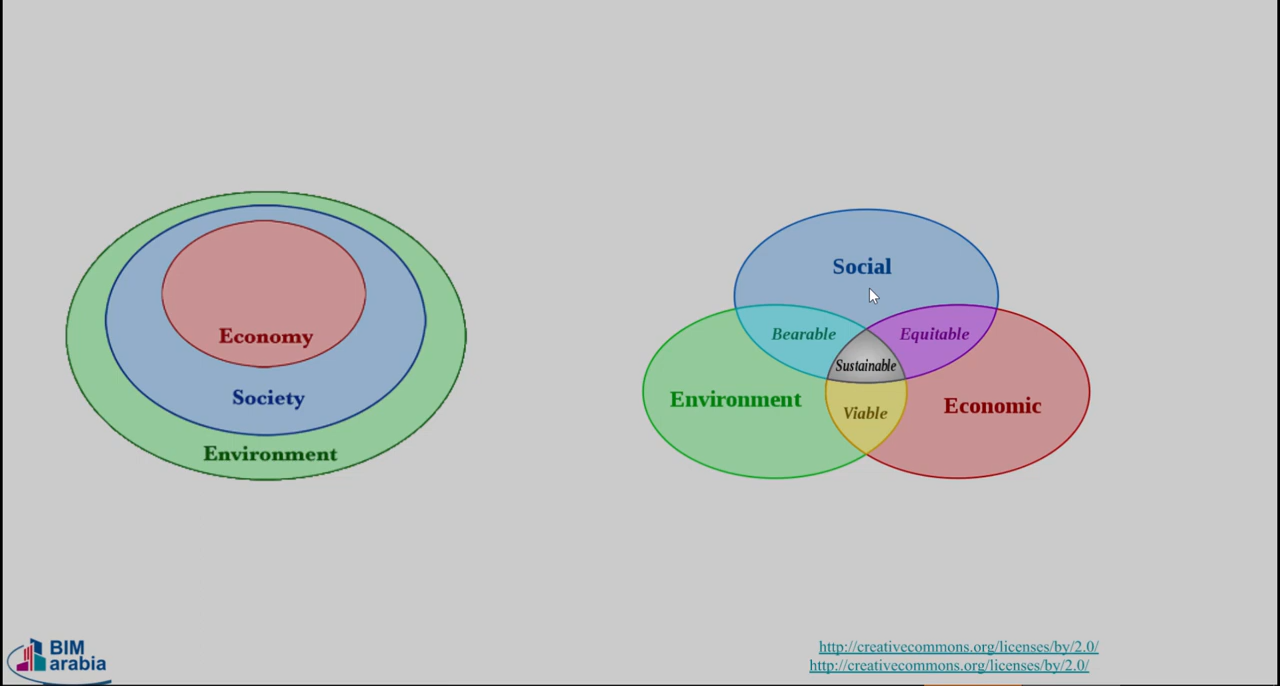 Economy
Society
Environment
Social
Bearable
Equitable
Sustainable
Environment
Viable
Economic
BIM
arabia
http://creativecommons.org/licenses/by/2.0/
http://creativecommons.org/licenses/by/2.0/